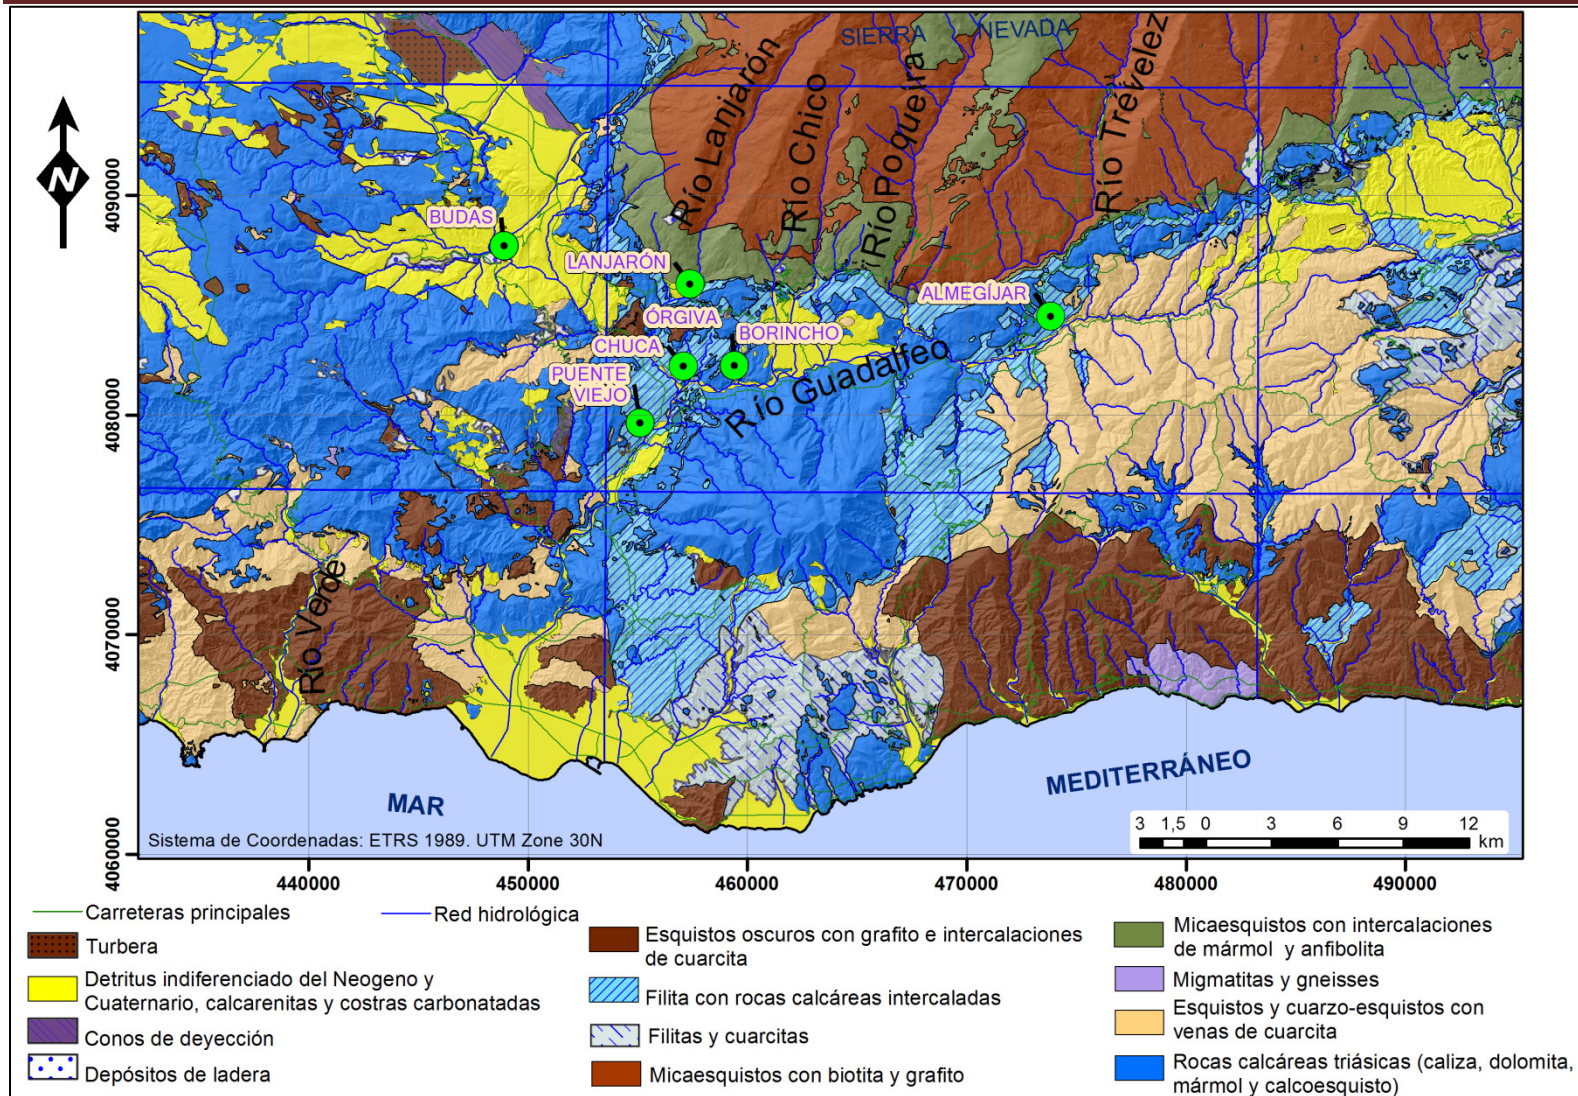 SIERRA NEVADA
Río Lanjarón
Río Chico
Río Poqueira
Río Trévelez
4090000
BUDAS
LANJARÓN
ALMEGÍJAR
ÓRGIVA
BORINCHO
CHUCA
PUENTE
VIEJO
Río Guadalfeo
4080000
4070000
Río Verde
MAR
MEDITERRÁNEO
3 1,5 0 3 6 9 12
km
Sistema de Coordenadas: ETRS 1989. UTM Zone 30N
4060000
440000 450000 460000 470000 480000 490000
Carreteras principales
Red hidrológica
Turbera
Detritus indiferenciado del Neogeno y
Cuaternario, calcarenitas y costras carbonatadas
Conos de deyección
Depósitos de ladera
Esquistos oscuros con grafito e intercalaciones
de cuarcita
Filita con rocas calcáreas intercaladas
Filitas y cuarcitas
Micaesquistos con biotita y grafito
Micaesquistos con intercalaciones
de mármol y anfibolita
Migmatitas y gneisses
Esquistos y cuarzo-esquistos con
venas de cuarcita
Rocas calcáreas triásicas (caliza, dolomita,
mármol y calcoesquisto)
N